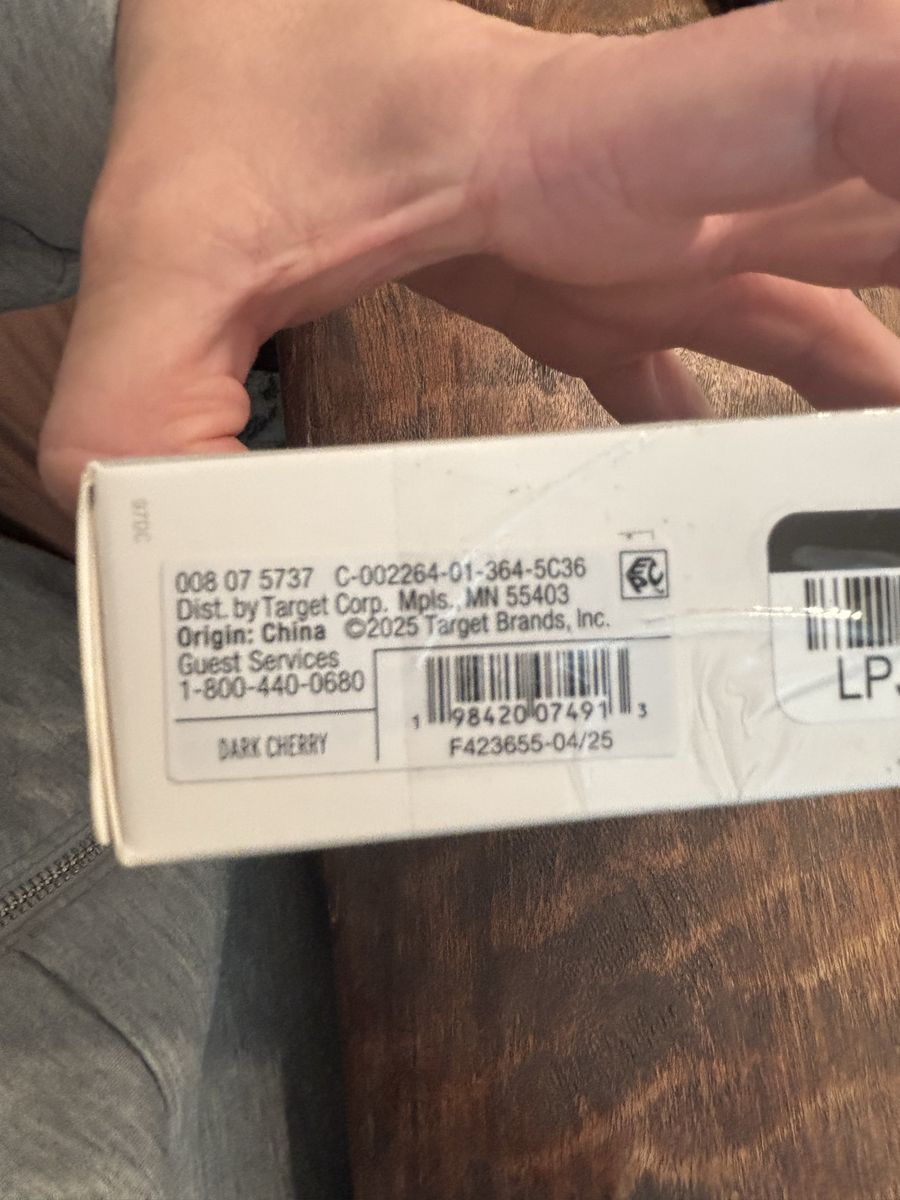 008 07 5737 C-002264-01-364-5C36
Dist. by Target Corp. Mpls., MN 55403
Origin: China ©2025 Target Brands, Inc.
Guest Services
1-800-440-0680
DARK CHERRY
1 98420 07491 3
F423655-04/25
LP